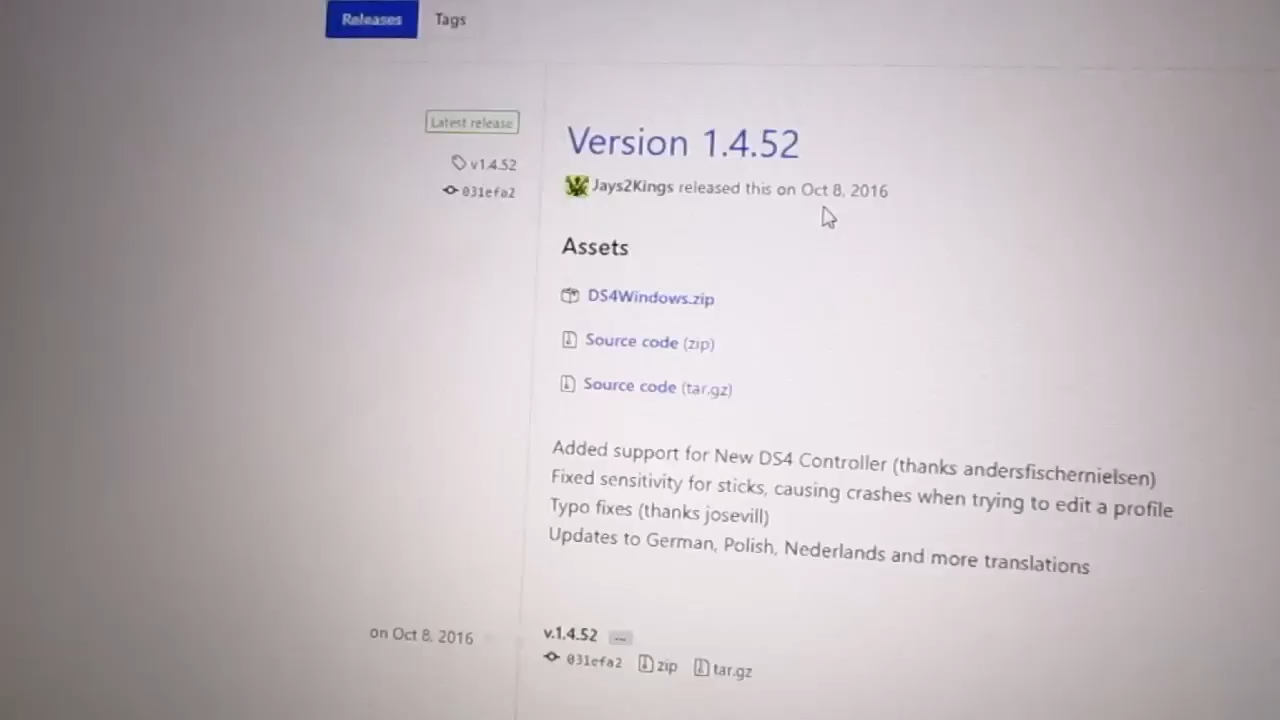 Releases
Tags
Latest release
v1.4.52
031efa2
Version 1.4.52
Jays2Kings released this on Oct 8, 2016
Assets
DS4Windows.zip
Source code (zip)
Source code (tar.gz)
Added support for New DS4 Controller (thanks andersfischernielsen)
Fixed sensitivity for sticks, causing crashes when trying to edit a profile
Typo fixes (thanks josevill)
Updates to German, Polish, Nederlands and more translations
on Oct 8, 2016
v.1.4.52 ...
031efa2 zip tar.gz